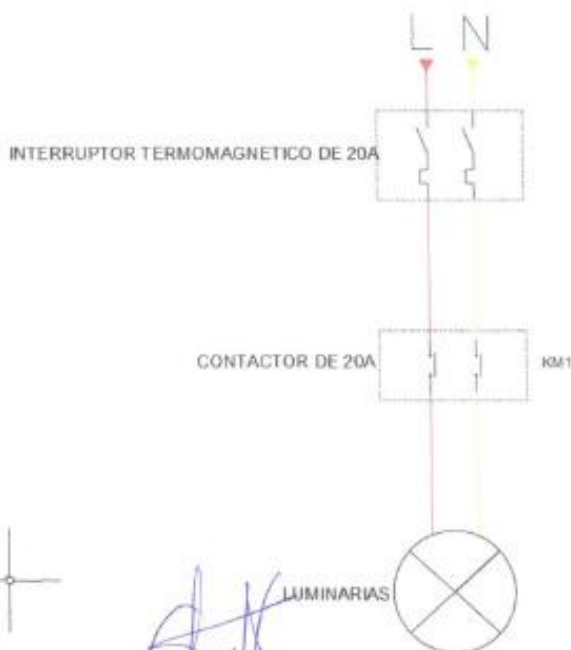 L N
INTERRUPTOR TERMOMAGNETICO DE 20A
CONTACTOR DE 20A KM1
LUMINARIAS